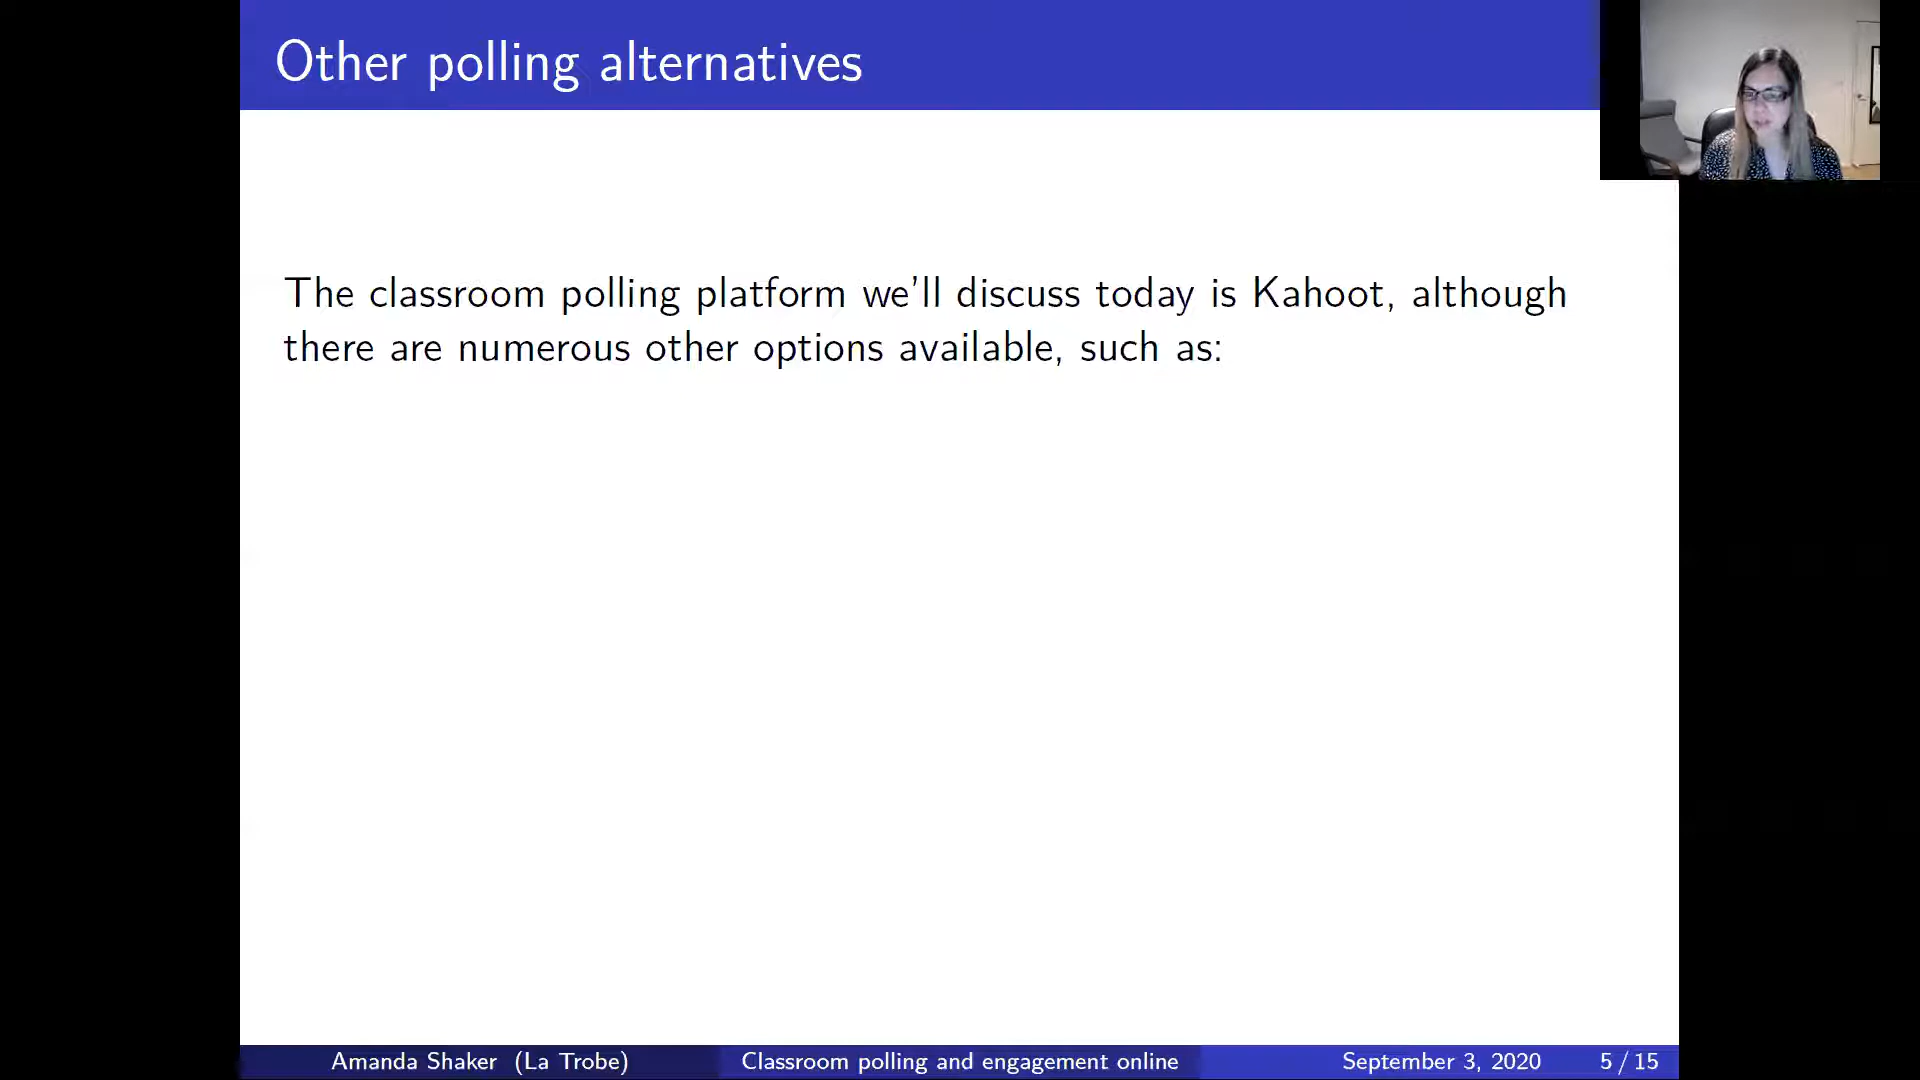 Other polling alternatives
The classroom polling platform we'll discuss today is Kahoot, although
there are numerous other options available, such as:
Amanda Shaker (La Trobe)
Classroom polling and engagement online
September 3, 2020
5 / 15